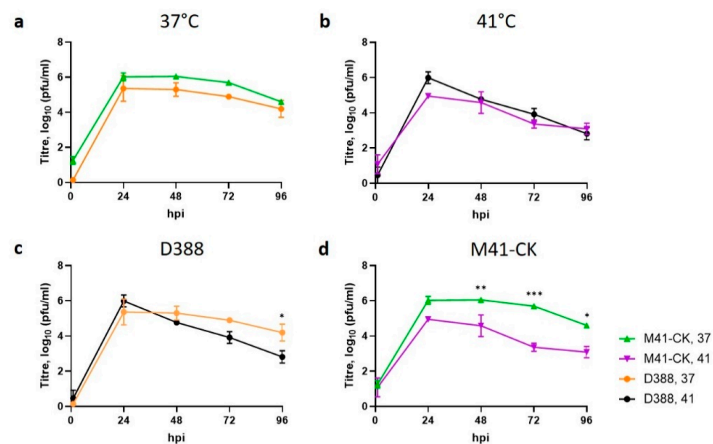 a 37°C
Titre, log10 (pfu/ml)
8
6
4
2
0
0 24 48 72 96
hpi
b 41°C
Titre, log10 (pfu/ml)
8
6
4
2
0
0 24 48 72 96
hpi
c D388
Titre, log10 (pfu/ml)
8
6
4
2
0
*
0 24 48 72 96
hpi
d M41-CK
Titre, log10 (pfu/ml)
8
6
4
2
0
** *** *
0 24 48 72 96
hpi
M41-CK, 37
M41-CK, 41
D388, 37
D388, 41